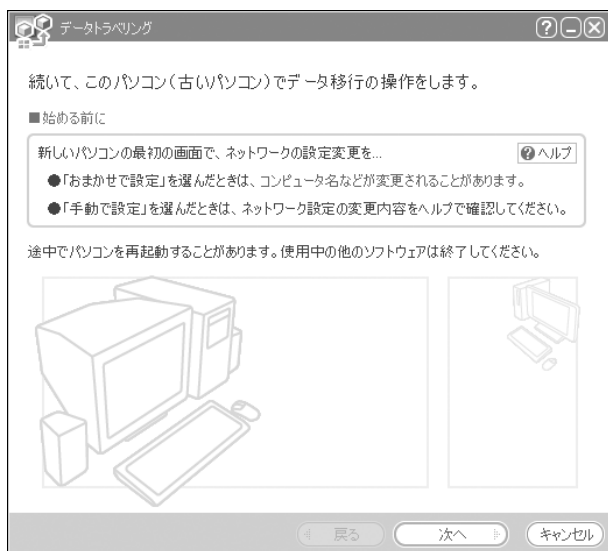 データトラベリング
続いて、このパソコン(古いパソコン)でデータ移行の操作をします。
■始める前に
新しいパソコンの最初の画面で、ネットワークの設定変更を...
ヘルプ
●「おまかせで設定」を選んだときは、コンピュータ名などが変更されることがあります。
●「手動で設定」を選んだときは、ネットワーク設定の変更内容をヘルプで確認してください。
途中でパソコンを再起動することがあります。使用中の他のソフトウェアは終了してください。
戻る
次へ
キャンセル